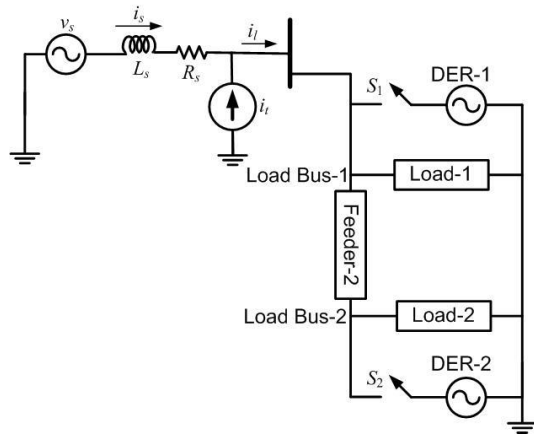 v_s
i_s
L_s
R_s
i_l
i_t
S_1
DER-1
Load Bus-1
Load-1
Feeder-2
Load Bus-2
Load-2
S_2
DER-2